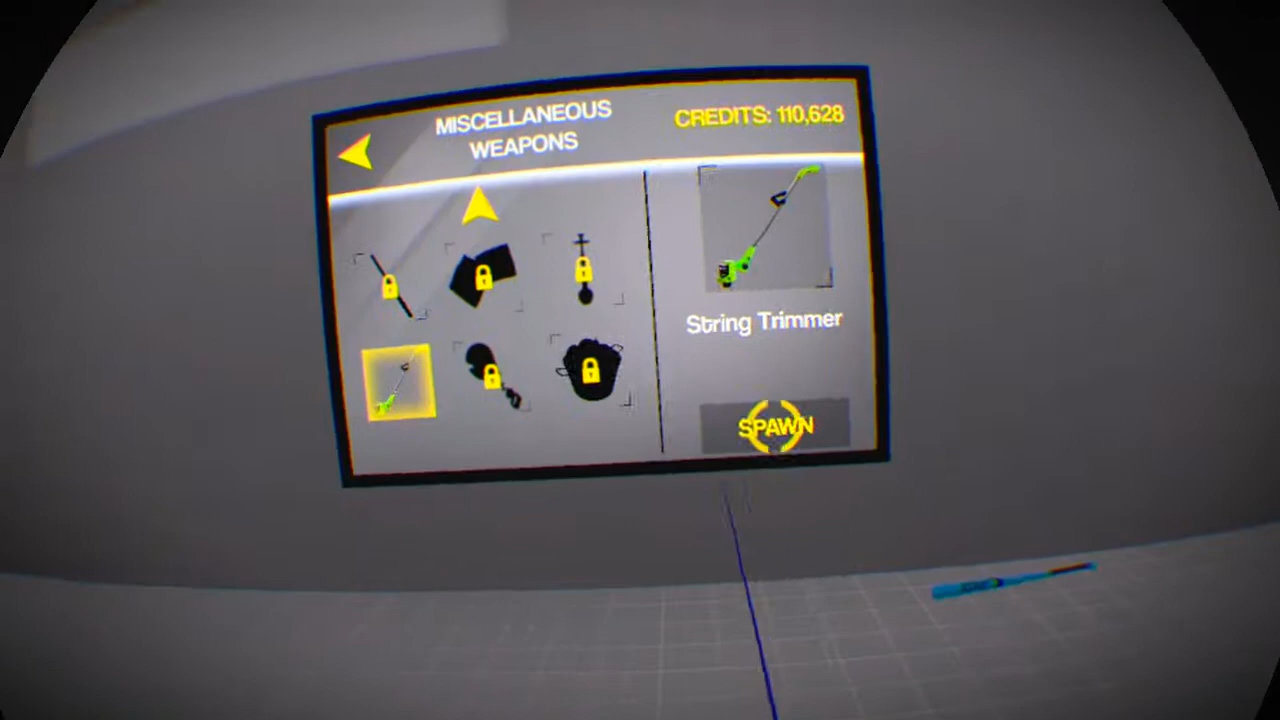 MISCELLANEOUS
WEAPONS
CREDITS: 110,628
String Trimmer
SPAWN